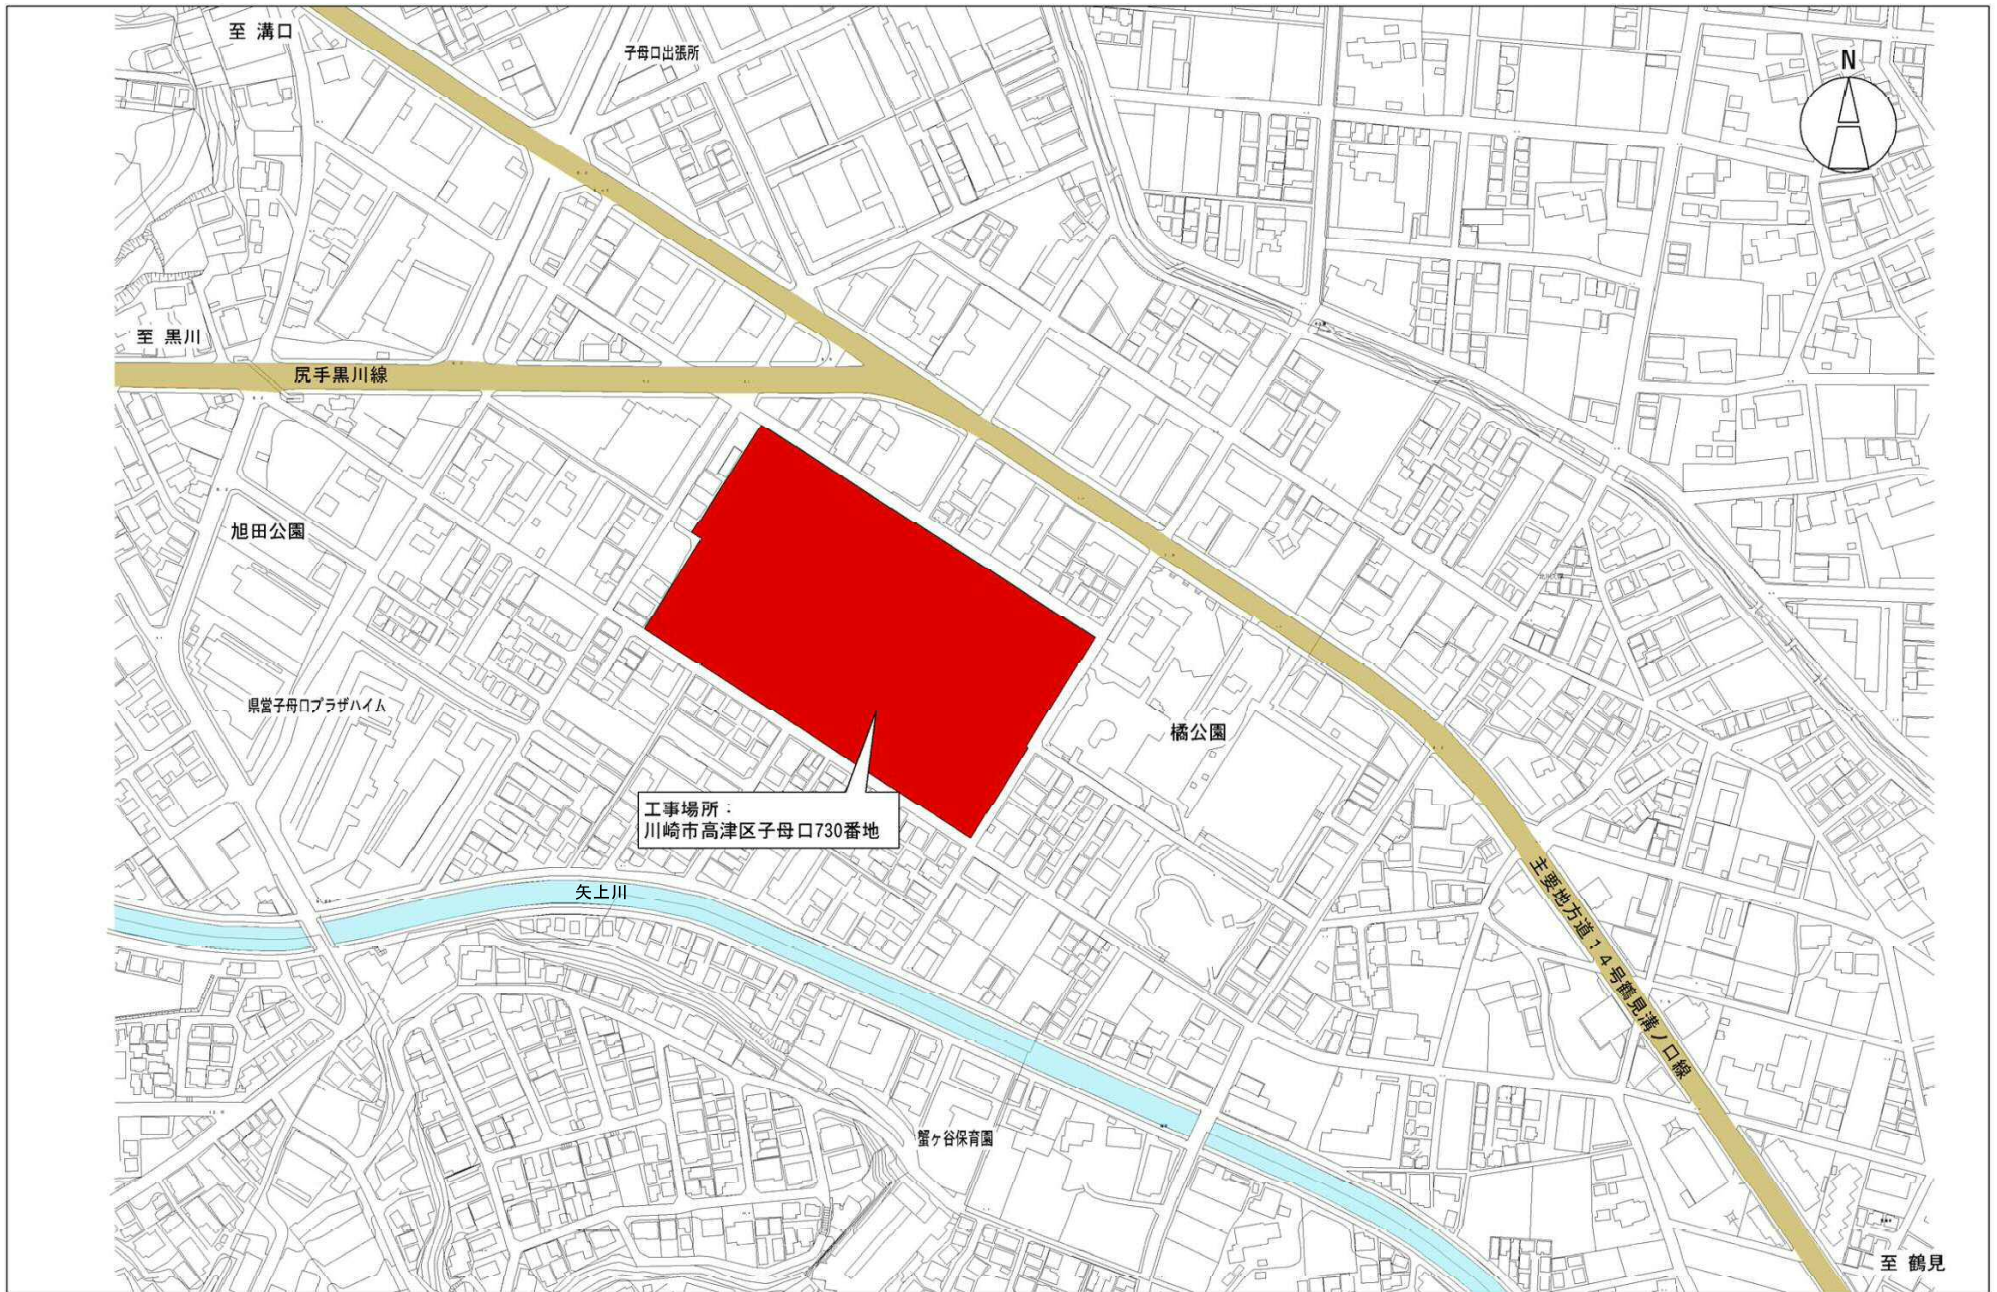 至 溝口
子母口出張所
N
至 黒川
尻手黒川線
旭田公園
県営子母口プラザハイム
橘公園
工事場所：
川崎市高津区子母口730番地
矢上川
主要地方道14号鶴見溝ノ口線
蟹ヶ谷保育園
至 鶴見